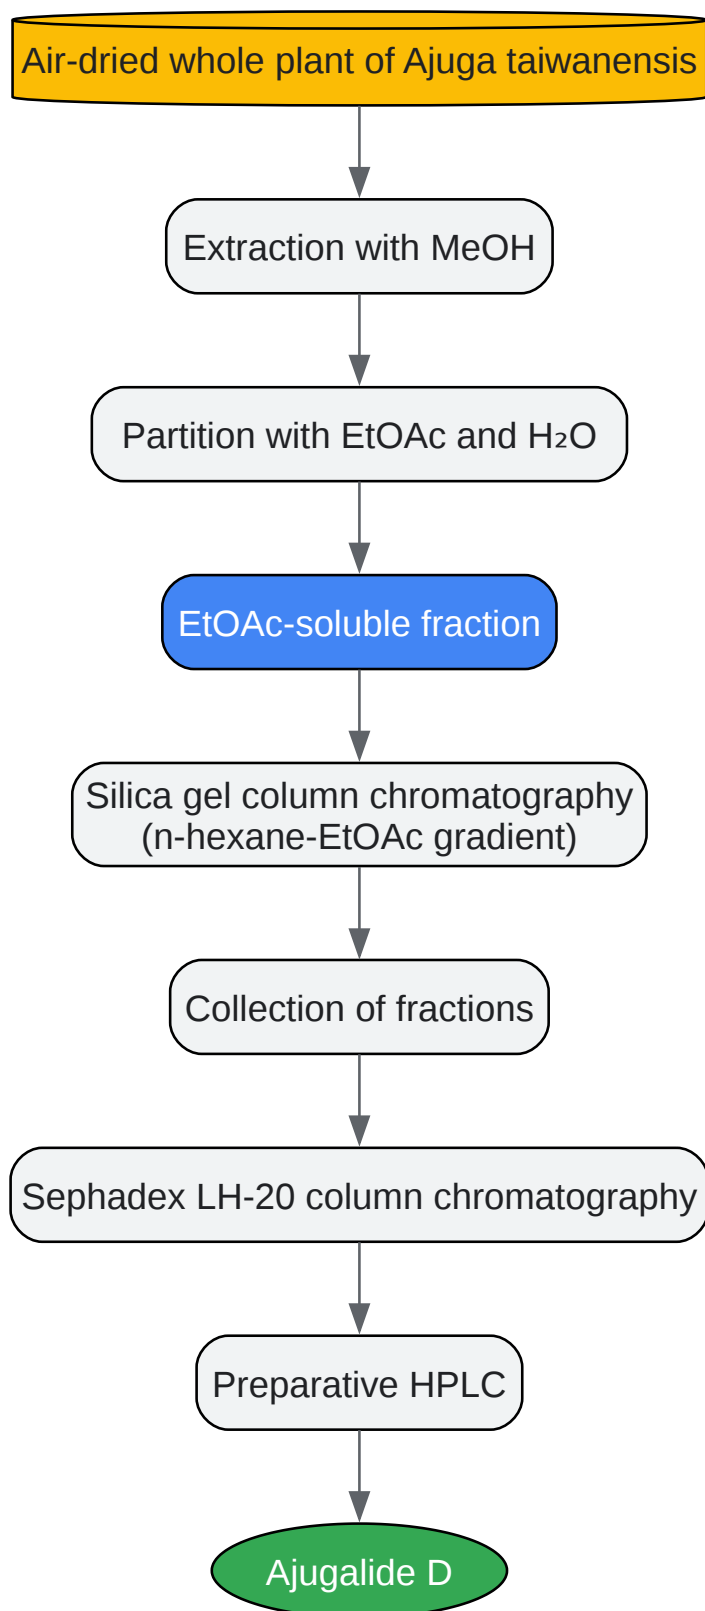 Air-dried whole plant of Ajuga taiwanensis
Extraction with MeOH
Partition with EtOAc and H₂O
EtOAc-soluble fraction
Silica gel column chromatography
(n-hexane-EtOAc gradient)
Collection of fractions
Sephadex LH-20 column chromatography
Preparative HPLC
Ajugalide D